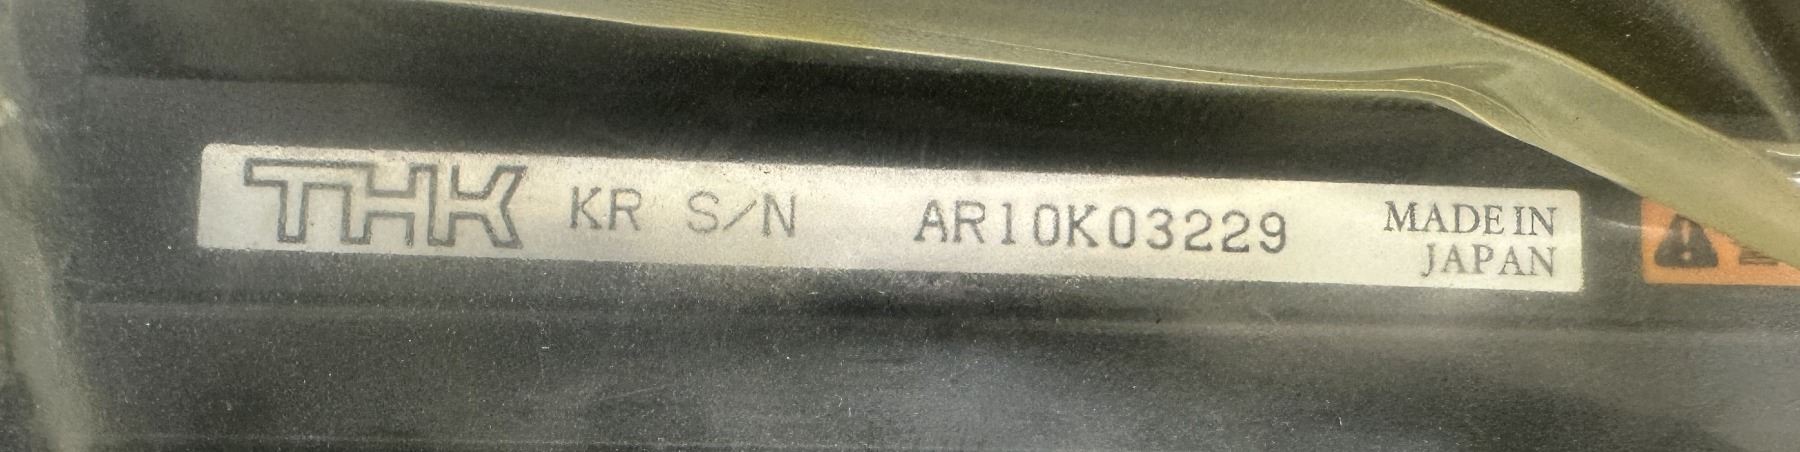 THK KR S/N AR10K03229 MADE IN
JAPAN